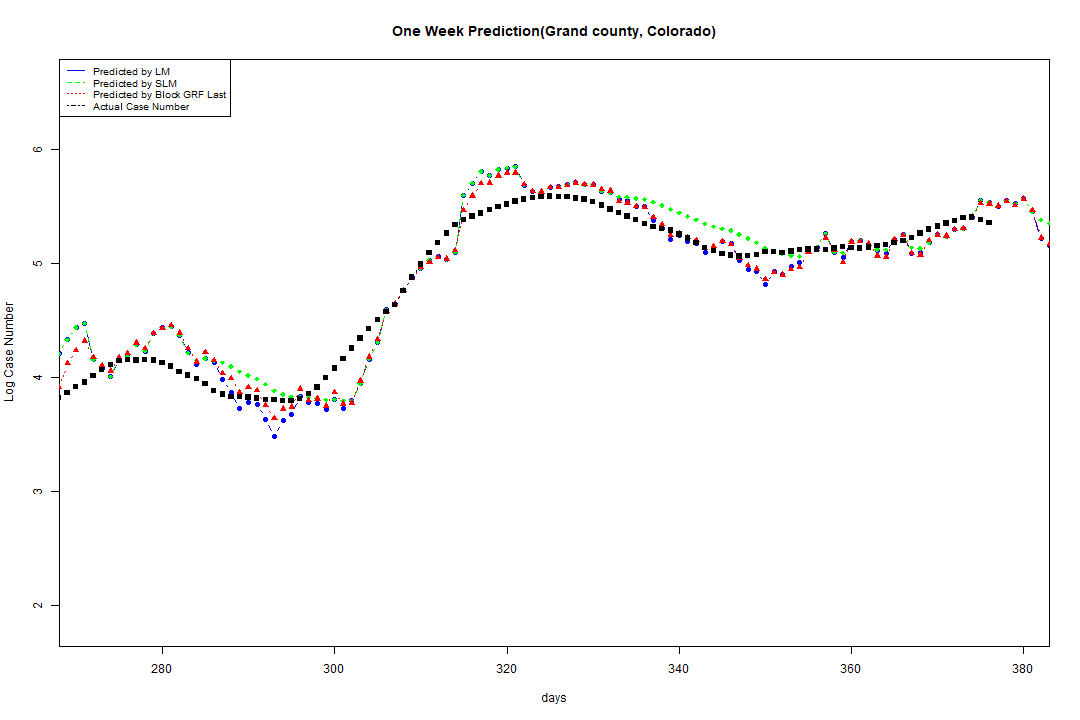 One Week Prediction(Grand county, Colorado)
Predicted by LM
Predicted by SLM
Predicted by Block GRF Last
Actual Case Number
6
5
4
3
2
Log Case Number
280 300 320 340 360 380
days